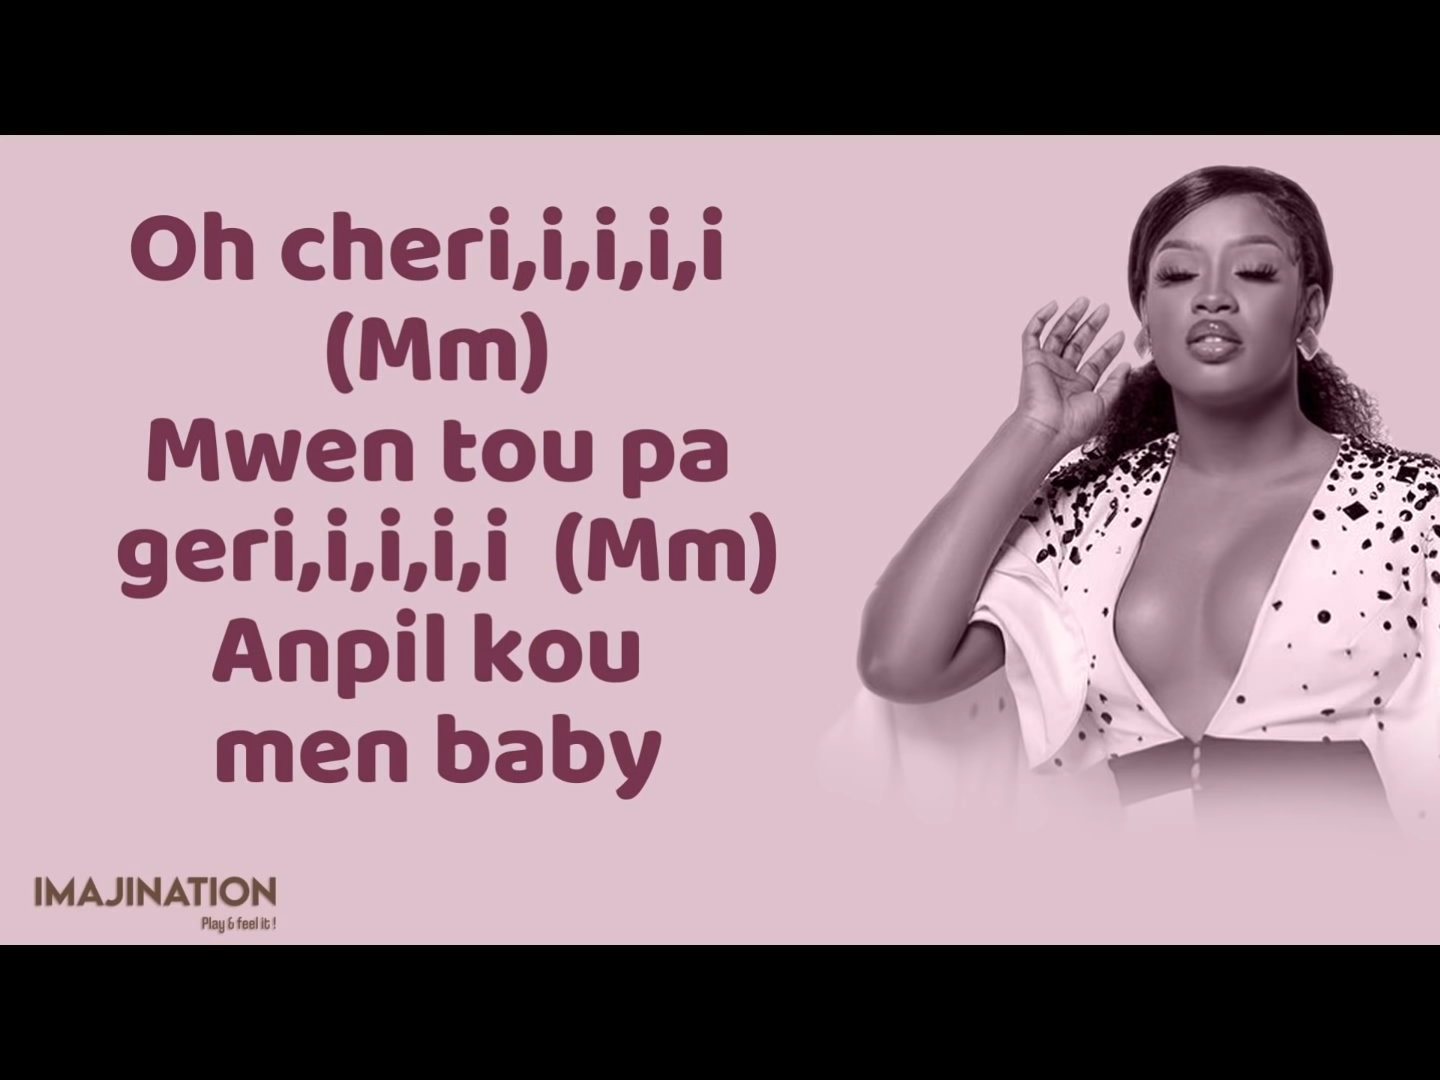 Oh cheri,i,i,i,i
(Mm)
Mwen tou pa
geri,i,i,i,i (Mm)
Anpil kou
men baby
IMAJINATION
Play & feel it !